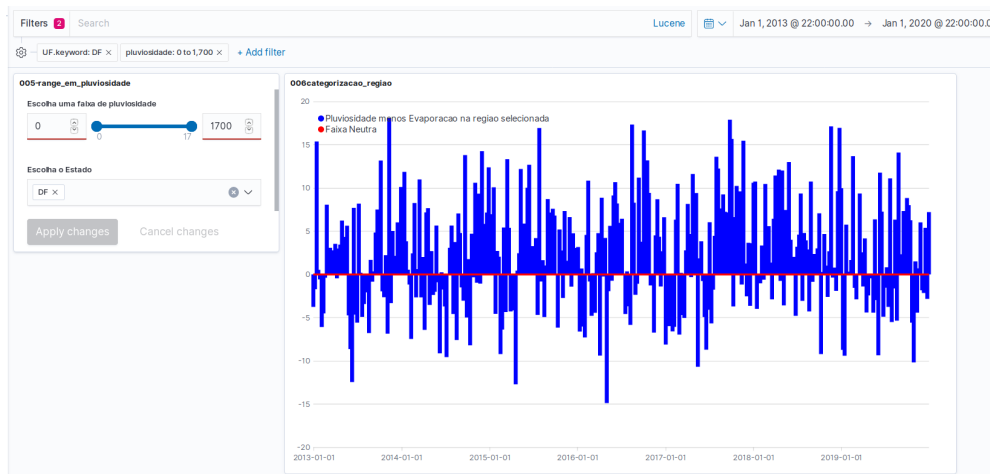 Filters 2 Search Lucene Jan 1, 2013 @ 22:00:00.00 → Jan 1, 2020 @ 22:00:00.0
UF.keyword: DF × pluviosidade: 0 to 1,700 × + Add filter
005-range_em_pluviosidade
Escolha uma faixa de pluviosidade
0 1700
0 17
Escolha o Estado
DF ×
Apply changes Cancel changes
006categorizacao_regiao
20
Pluviosidade menos Evaporacao na regiao selecionada
Faixa Neutra
15
10
5
0
-5
-10
-15
-20
2013-01-01 2014-01-01 2015-01-01 2016-01-01 2017-01-01 2018-01-01 2019-01-01